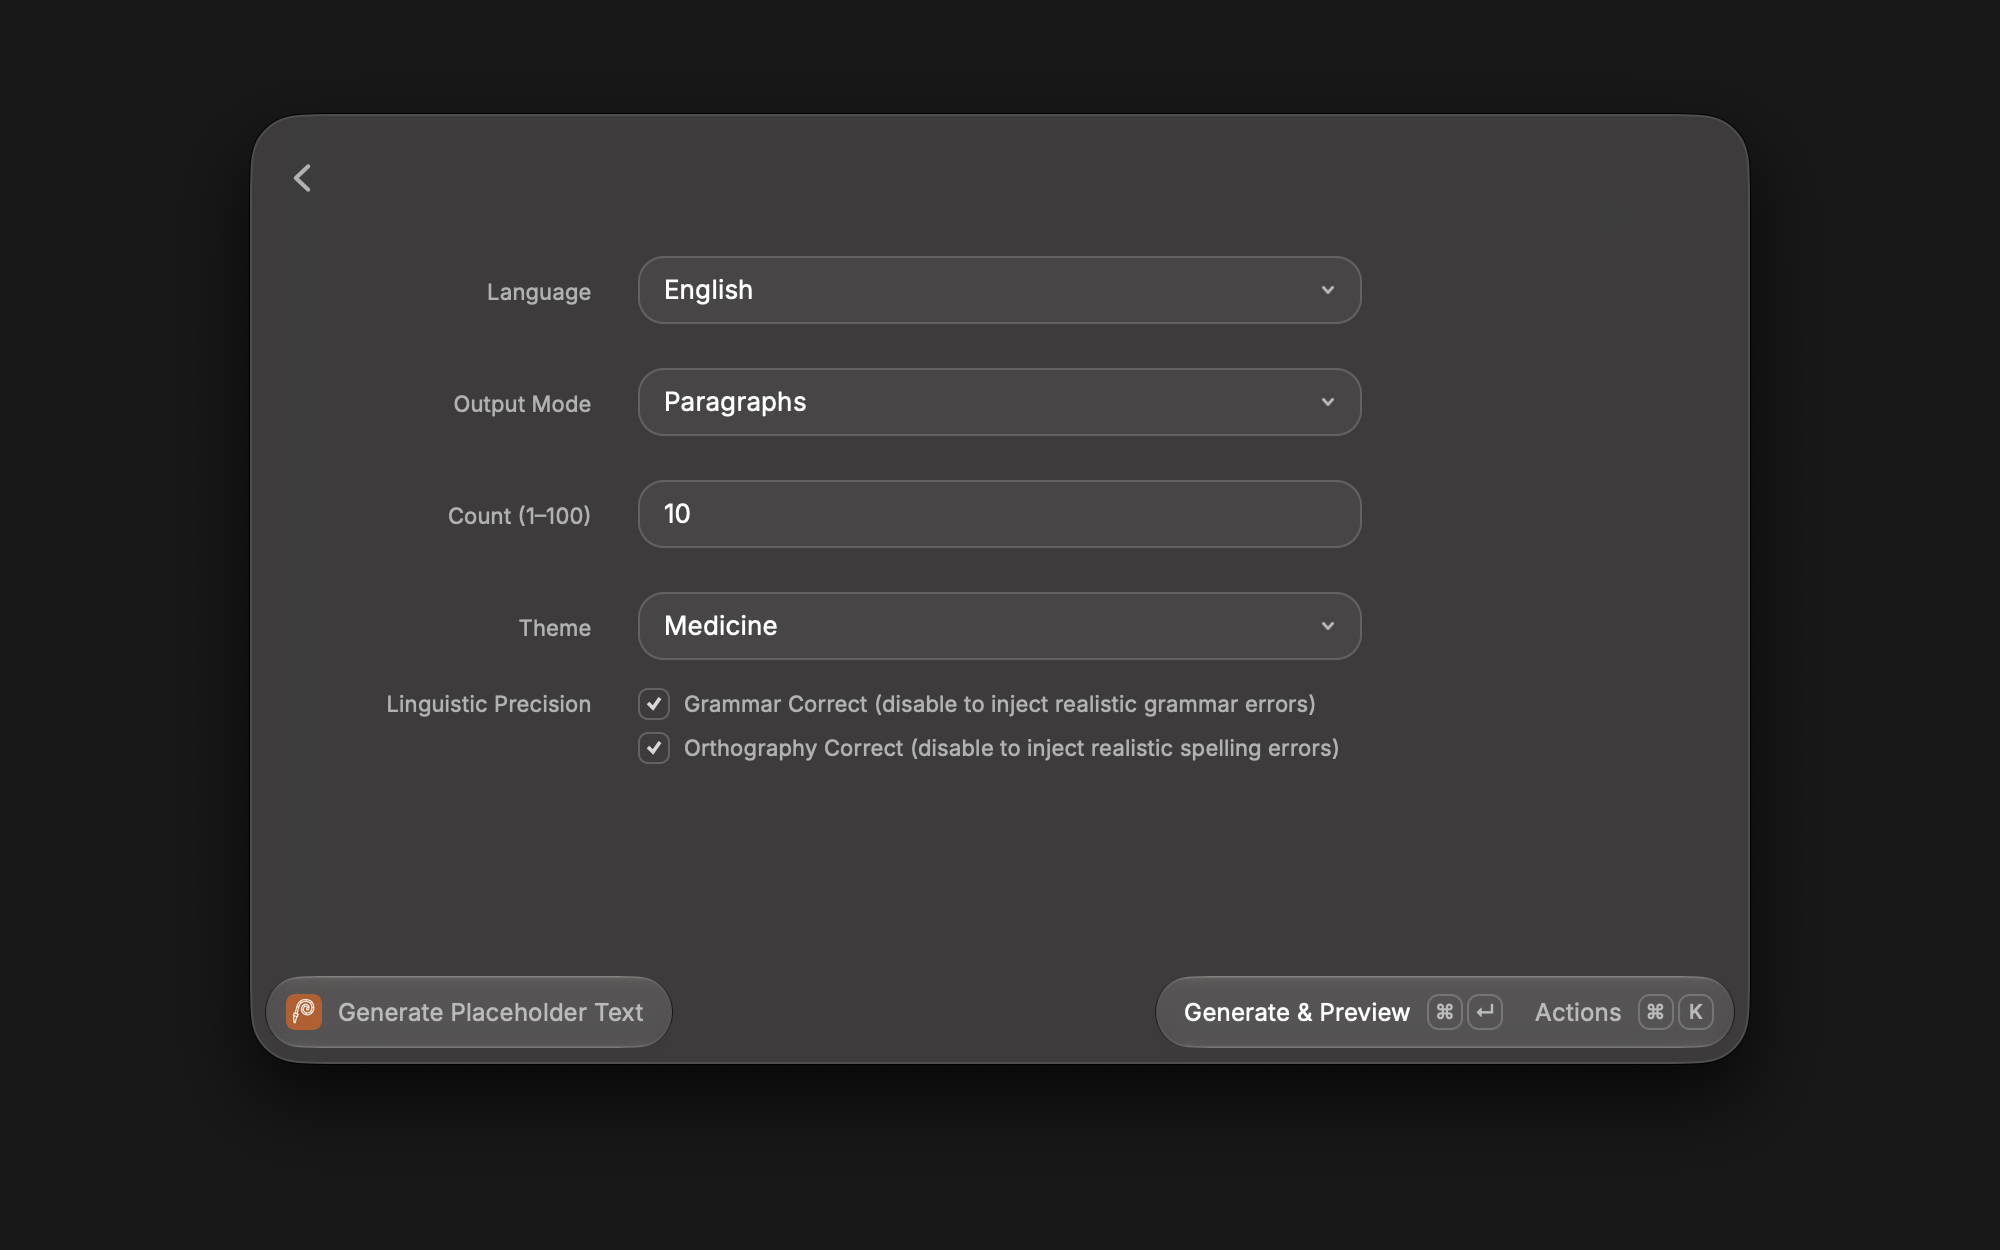 Language English
Output Mode Paragraphs
Count (1–100) 10
Theme Medicine
Linguistic Precision Grammar Correct (disable to inject realistic grammar errors)
Orthography Correct (disable to inject realistic spelling errors)
Generate Placeholder Text Generate & Preview ⌘ ↵ Actions ⌘ K